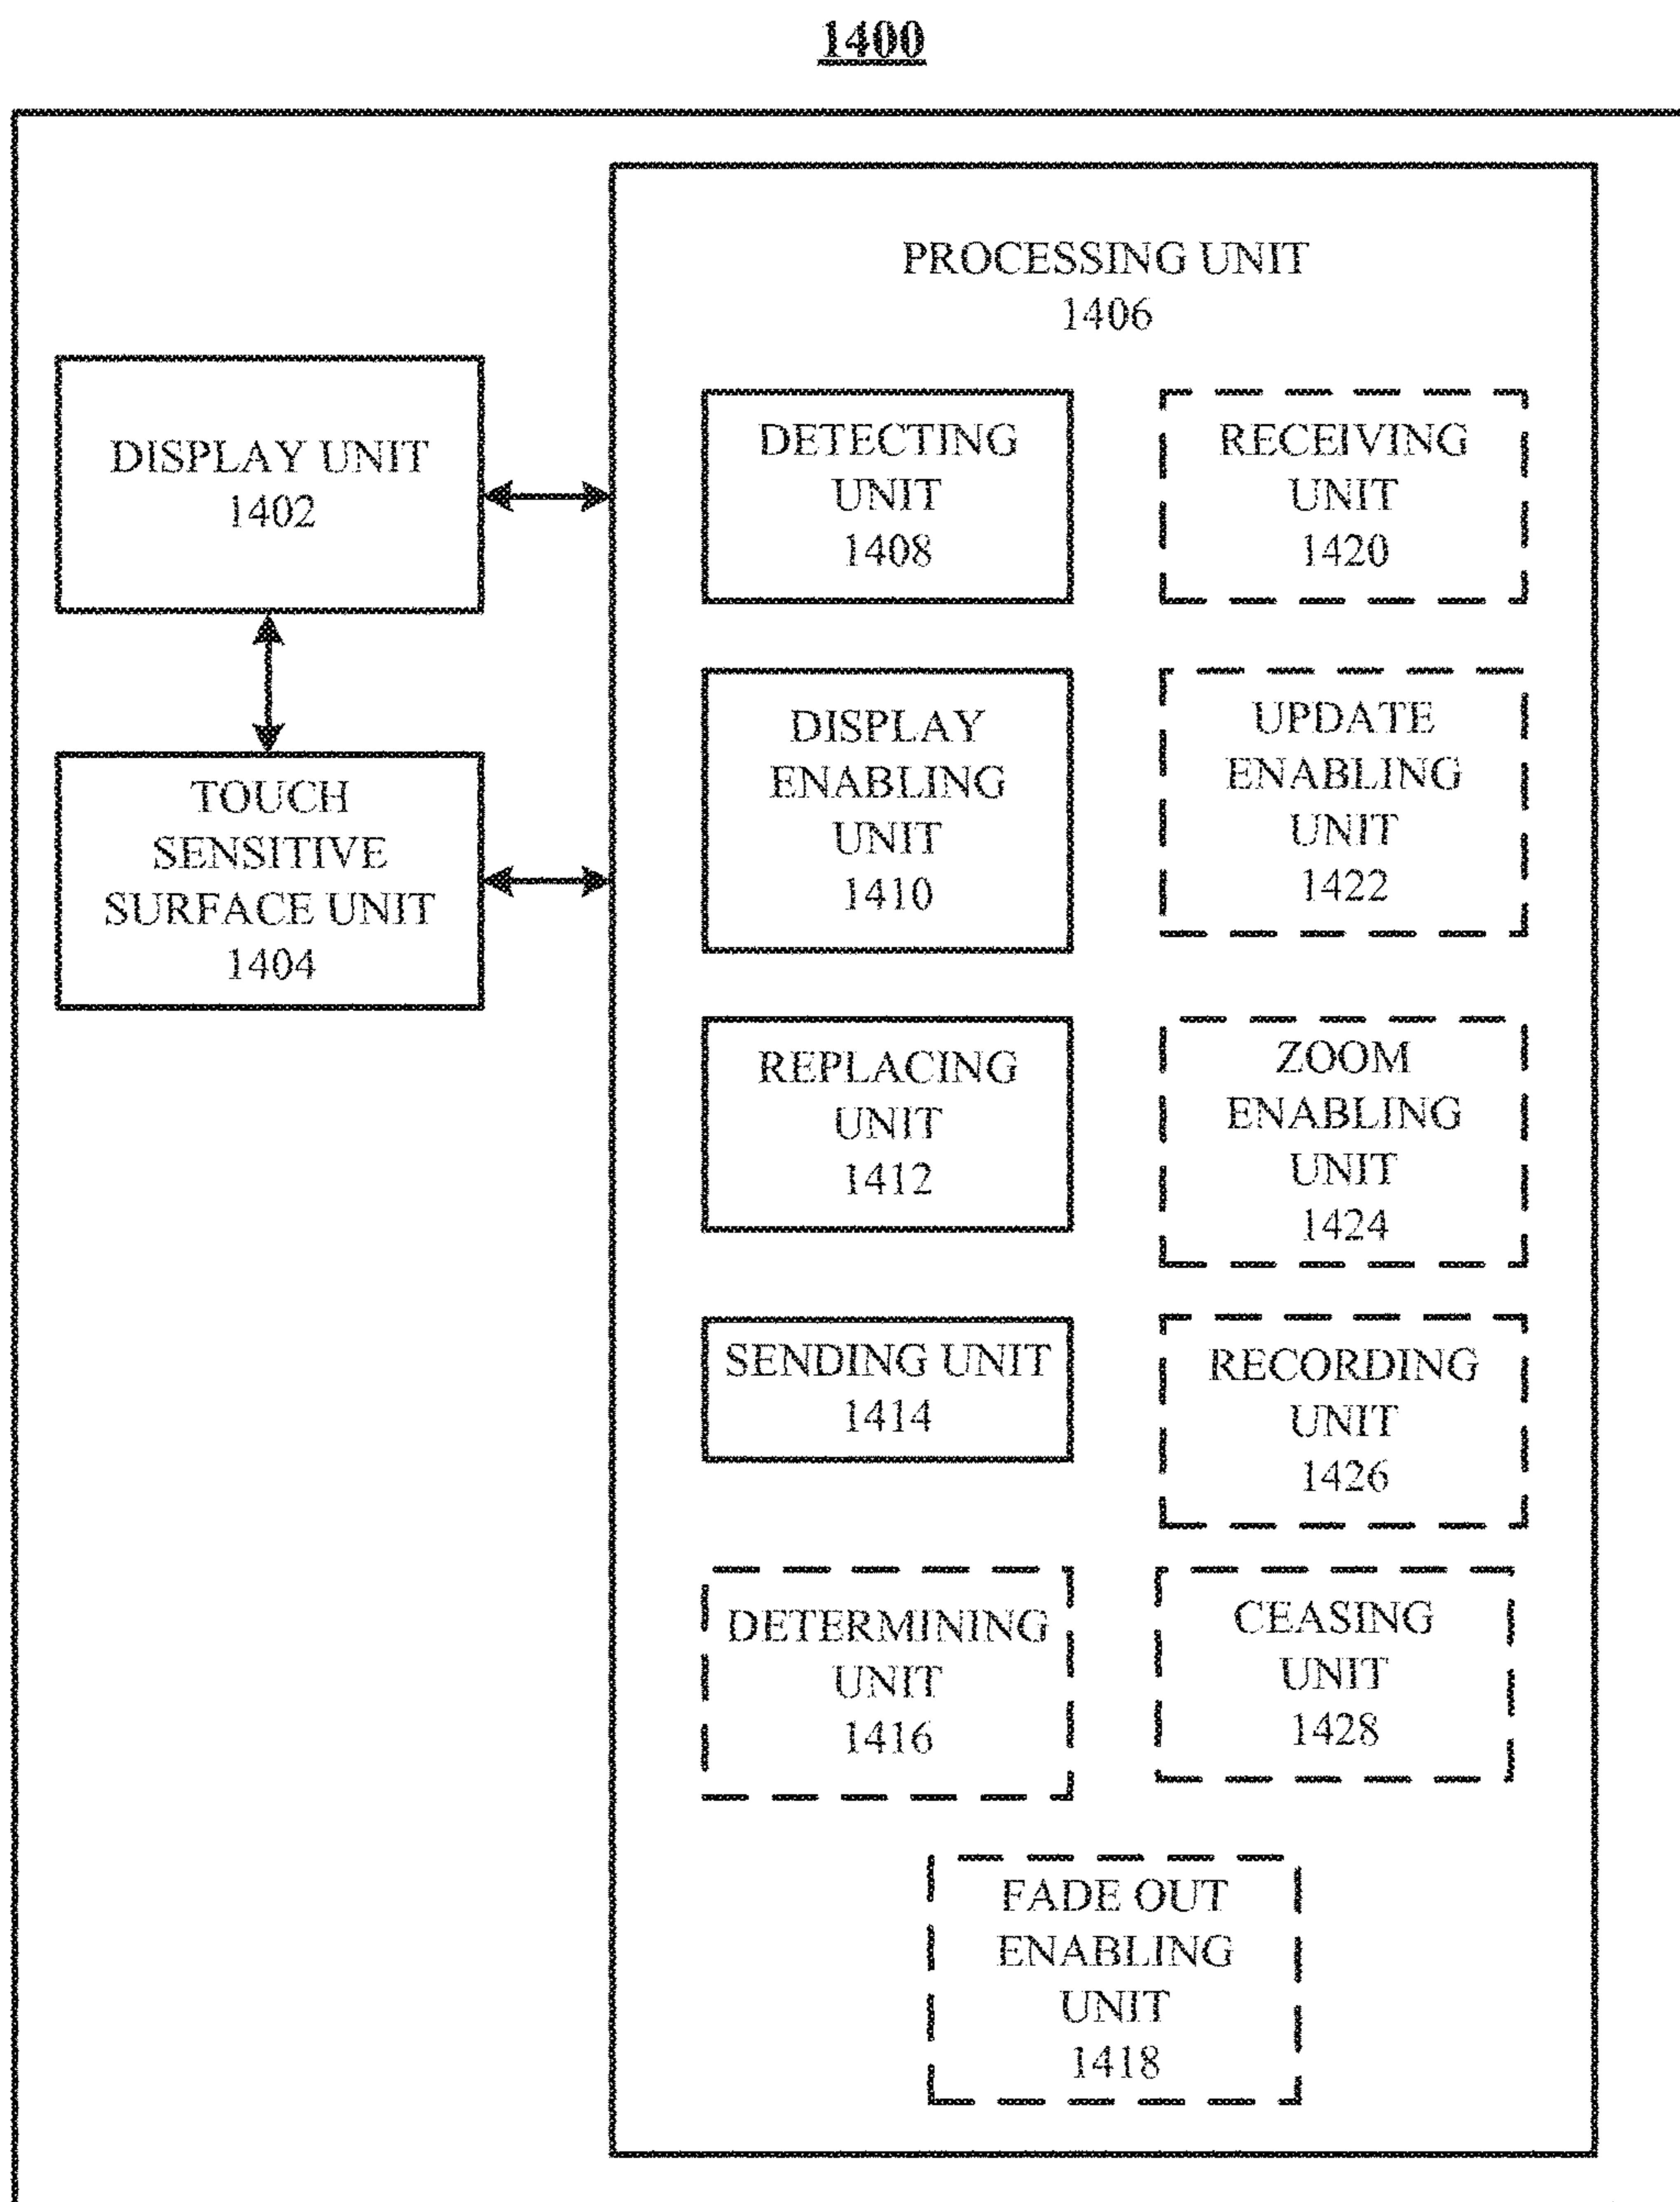 1400
PROCESSING UNIT
1406
DISPLAY UNIT
1402
TOUCH
SENSITIVE
SURFACE UNIT
1404
DETECTING
UNIT
1408
RECEIVING
UNIT
1420
DISPLAY
ENABLING
UNIT
1410
UPDATE
ENABLING
UNIT
1422
REPLACING
UNIT
1412
ZOOM
ENABLING
UNIT
1424
SENDING UNIT
1414
RECORDING
UNIT
1426
DETERMINING
UNIT
1416
CEASING
UNIT
1428
FADE OUT
ENABLING
UNIT
1418